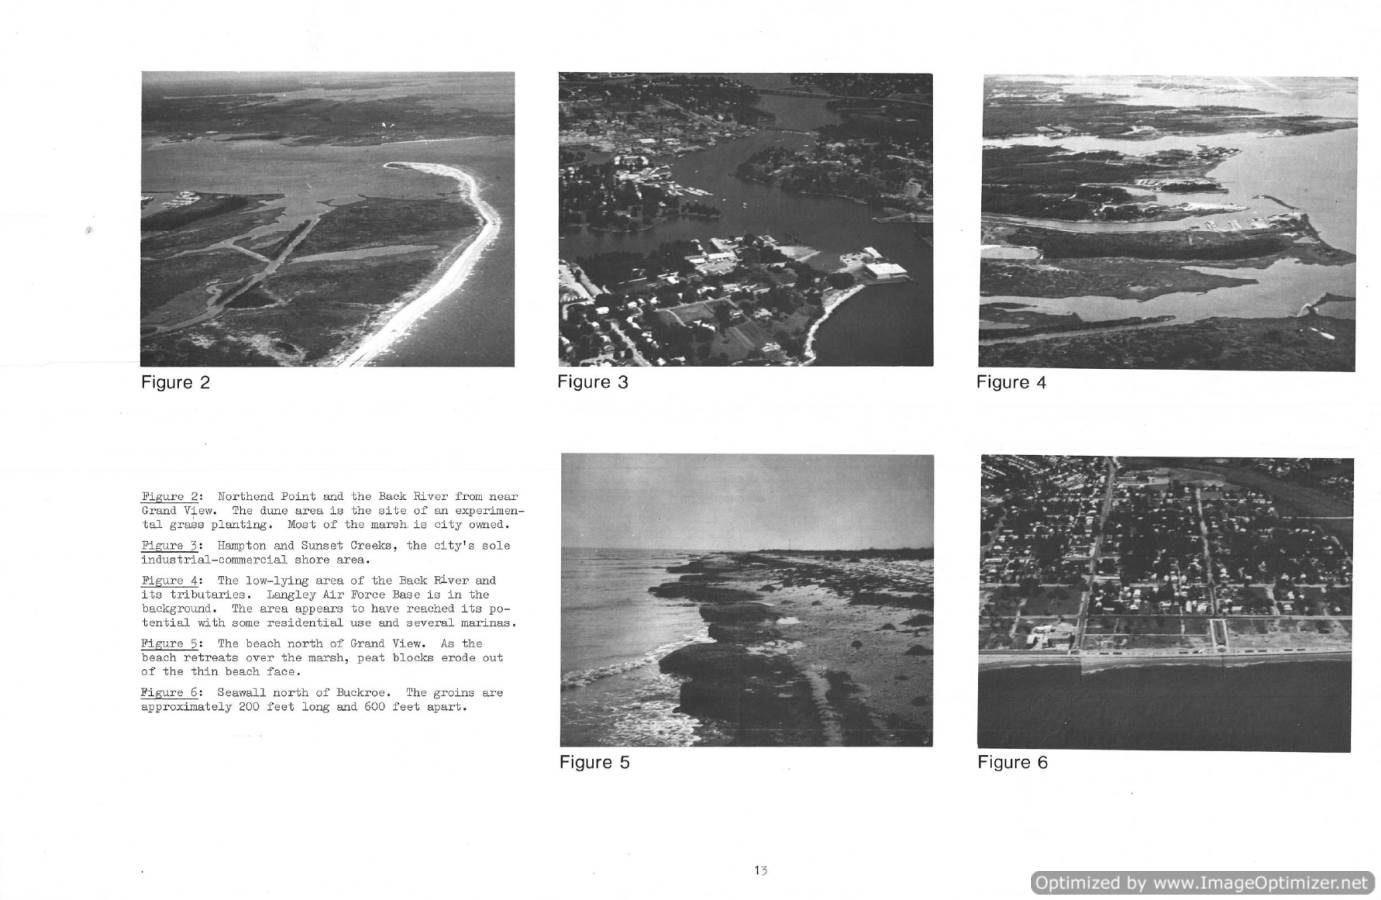 Figure 2
Figure 3
Figure 4
Figure 2: Northend Point and the Back River from near
Grand View. The dune area is the site of an experimen-
tal grass planting. Most of the marsh is city owned.
Figure 3: Hampton and Sunset Creeks, the city's sole
industrial-commercial shore area.
Figure 4: The low-lying area of the Back River and
its tributaries. Langley Air Force Base is in the
background. The area appears to have reached its po-
tential with some residential use and several marinas.
Figure 5: The beach north of Grand View. As the
beach retreats over the marsh, peat blocks erode out
of the thin beach face.
Figure 6: Seawall north of Buckroe. The groins are
approximately 200 feet long and 600 feet apart.
Figure 5
Figure 6
13
Optimized by www.ImageOptimizer.net